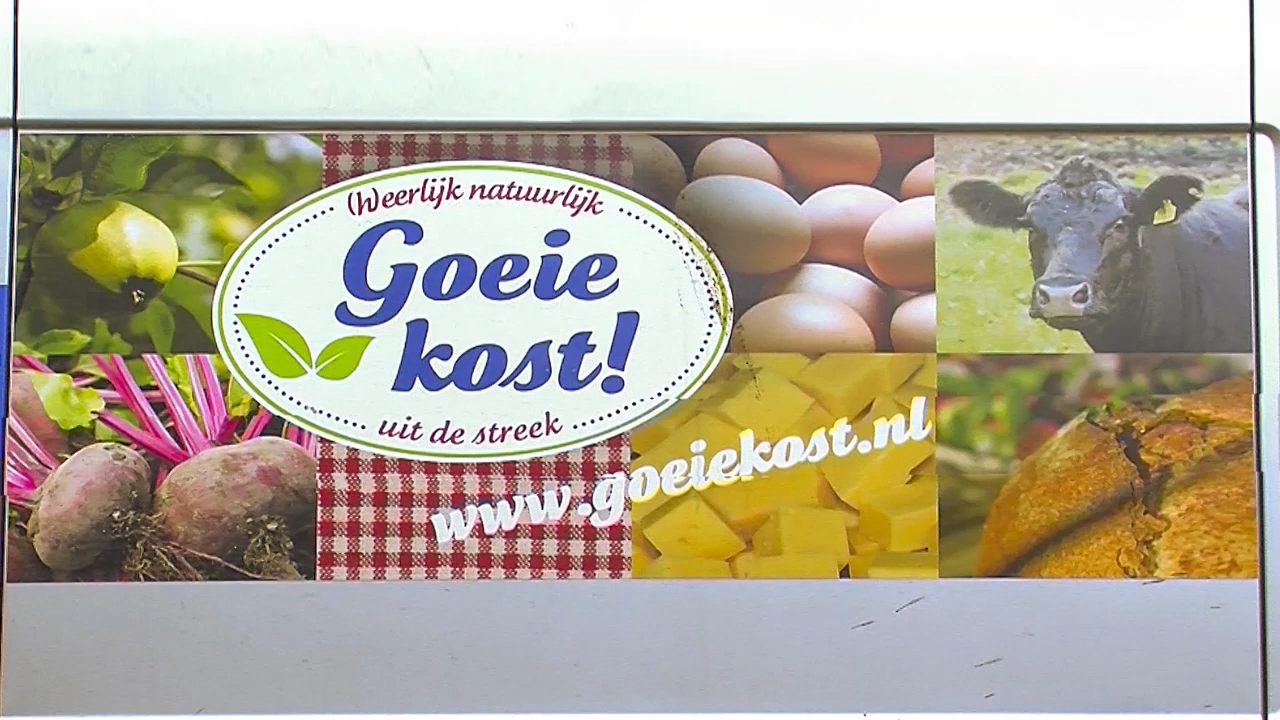 (h)eerlijk natuurlijk
Goeie
kost!
uit de streek
www.goeiekost.nl